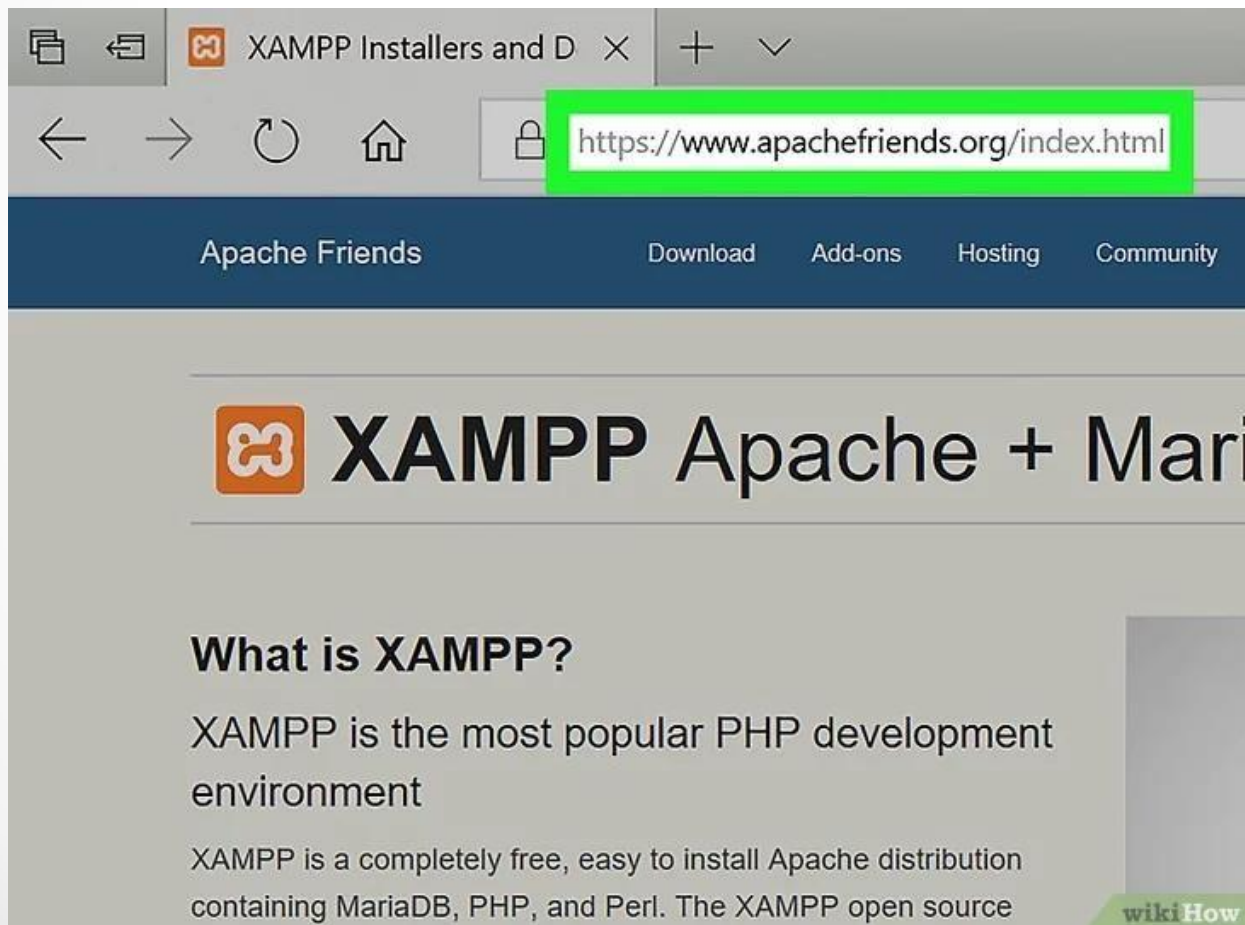 XAMPP Installers and D
https://www.apachefriends.org/index.html
Apache Friends Download Add-ons Hosting Community
XAMPP Apache + Mari
What is XAMPP?
XAMPP is the most popular PHP development
environment
XAMPP is a completely free, easy to install Apache distribution
containing MariaDB, PHP, and Perl. The XAMPP open source
wikiHow